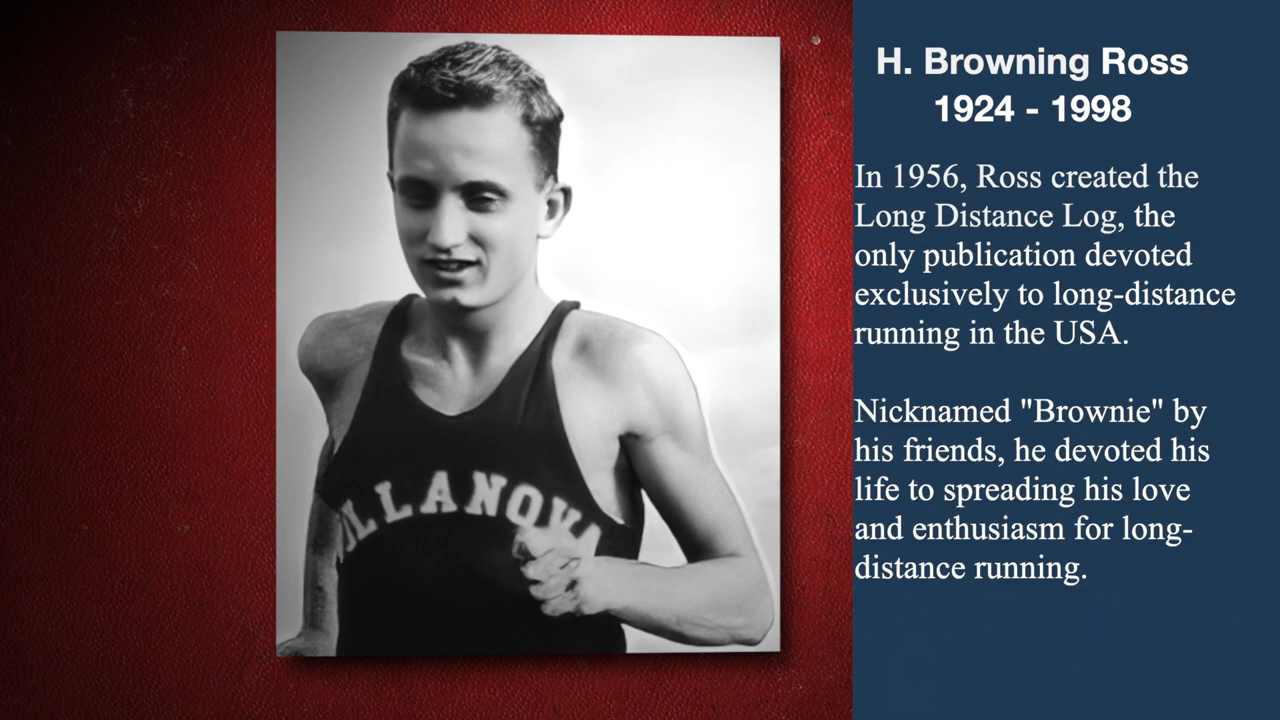 H. Browning Ross
1924 - 1998
In 1956, Ross created the
Long Distance Log, the
only publication devoted
exclusively to long-distance
running in the USA.
Nicknamed "Brownie" by
his friends, he devoted his
life to spreading his love
and enthusiasm for long-
distance running.
VILLANOVA